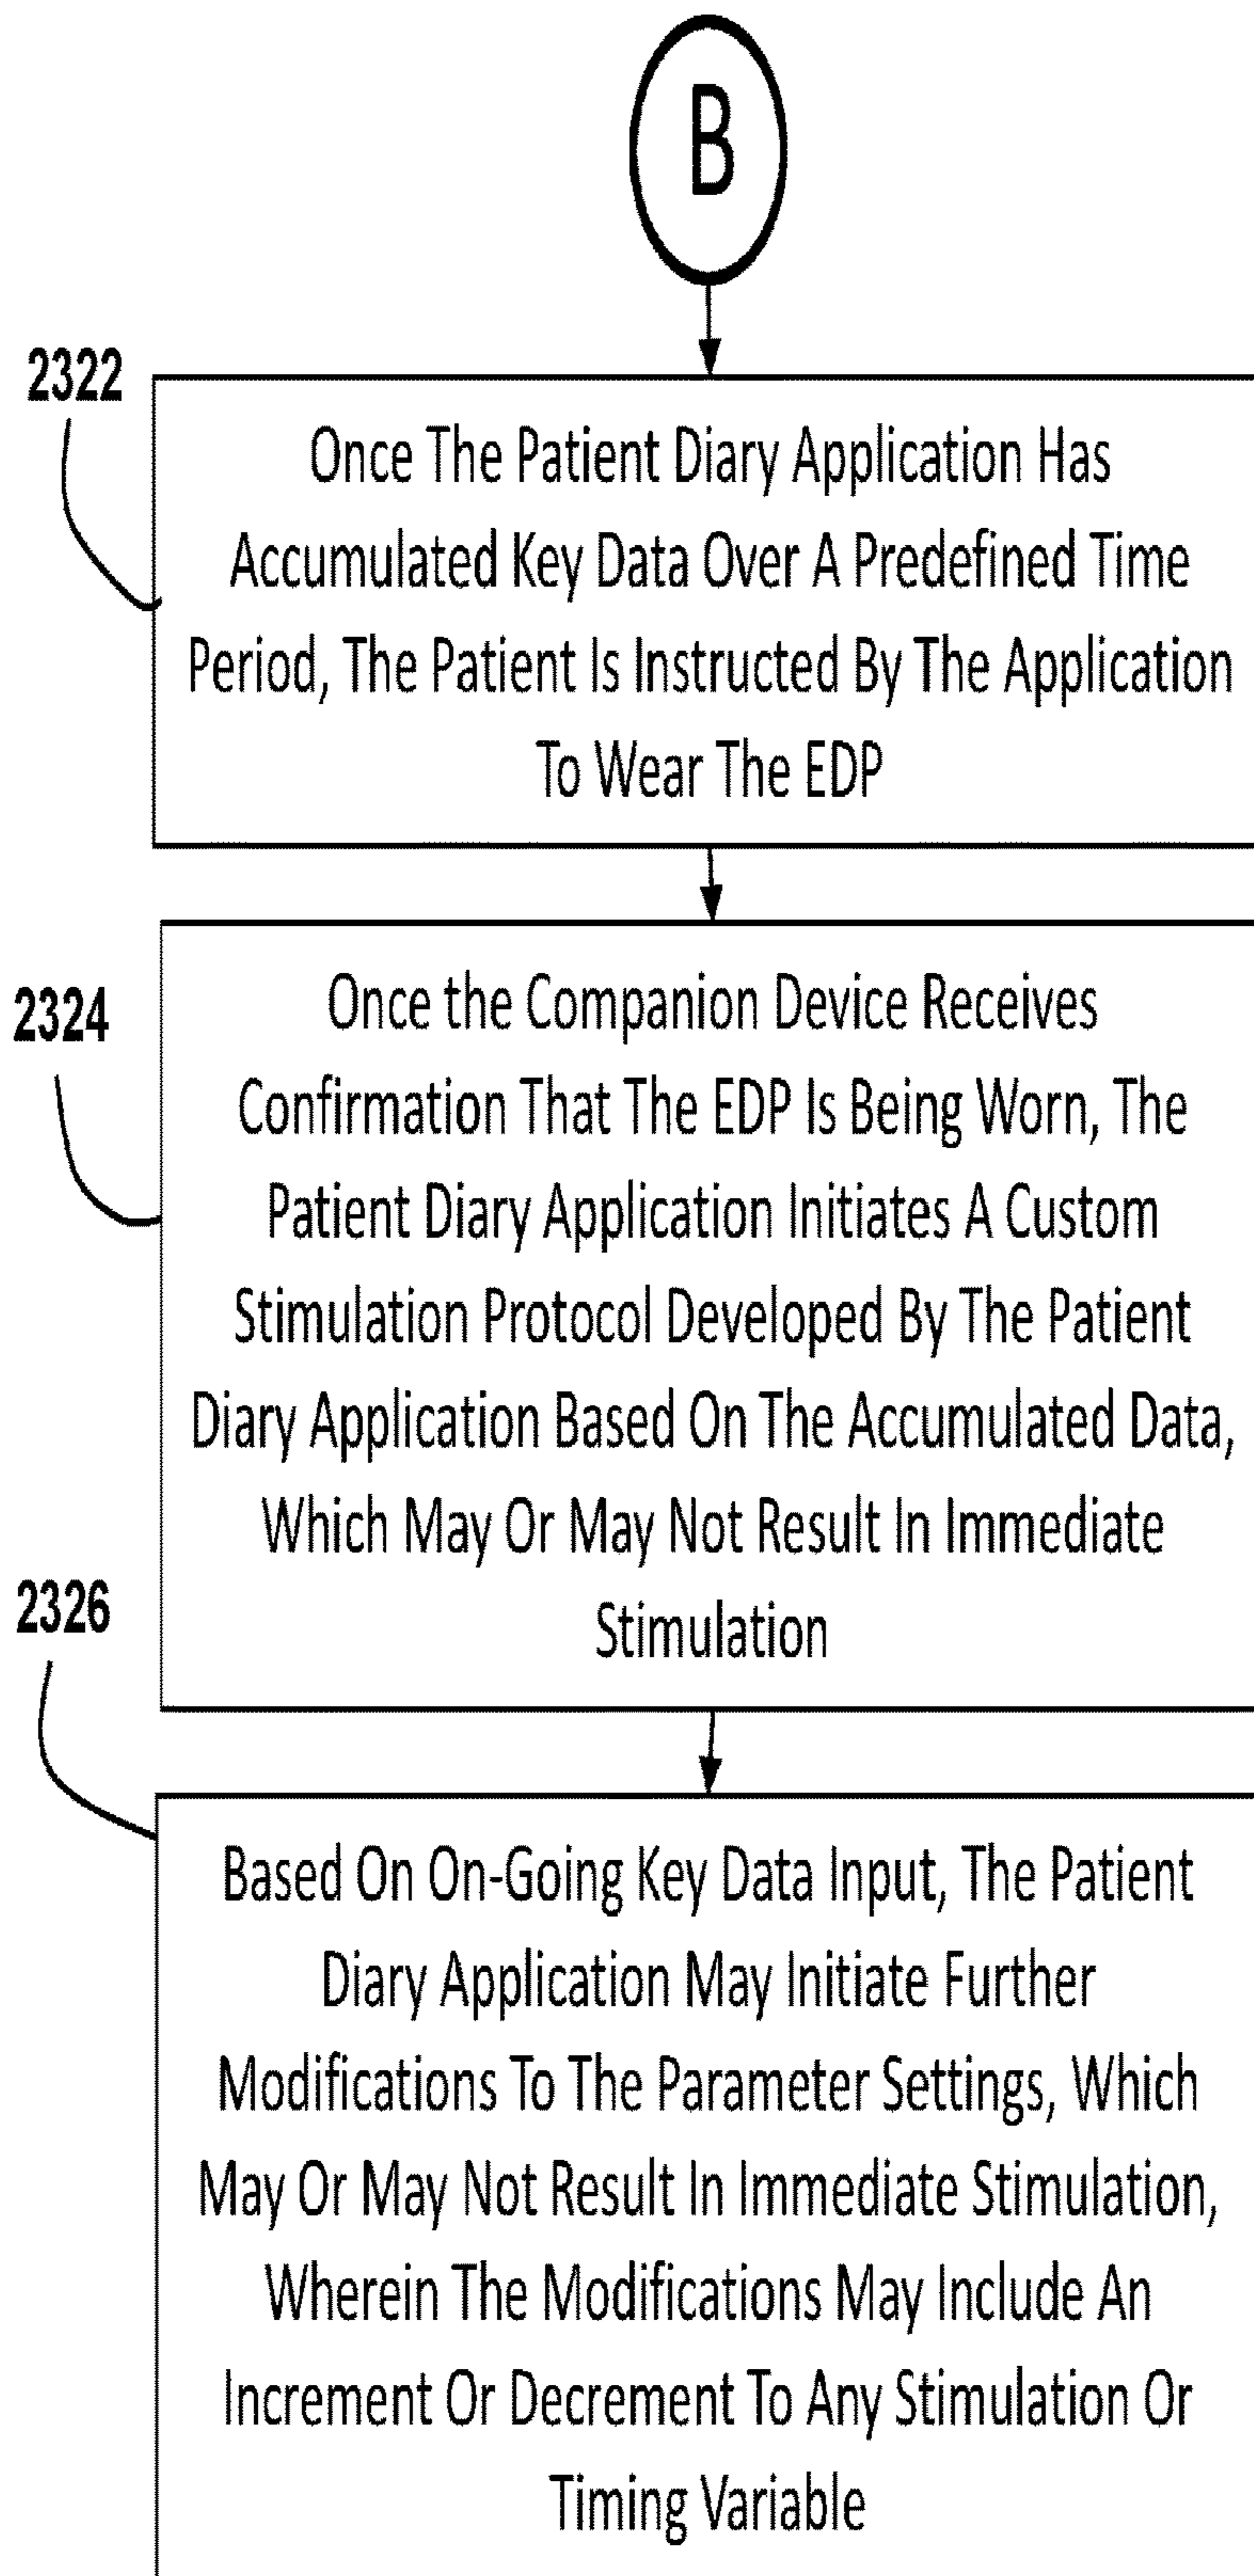 B
2322
Once The Patient Diary Application Has
Accumulated Key Data Over A Predefined Time
Period, The Patient Is Instructed By The Application
To Wear The EDP
2324
Once the Companion Device Receives
Confirmation That The EDP Is Being Worn, The
Patient Diary Application Initiates A Custom
Stimulation Protocol Developed By The Patient
Diary Application Based On The Accumulated Data,
Which May Or May Not Result In Immediate
Stimulation
2326
Based On On-Going Key Data Input, The Patient
Diary Application May Initiate Further
Modifications To The Parameter Settings, Which
May Or May Not Result In Immediate Stimulation,
Wherein The Modifications May Include An
Increment Or Decrement To Any Stimulation Or
Timing Variable